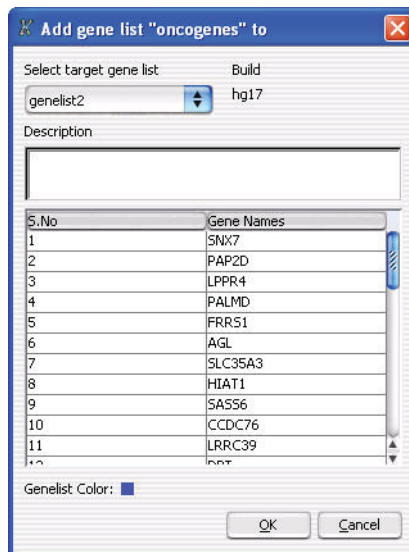 Add gene list "oncogenes" to
Select target gene list Build
genelist2 hg17
Description
S.No Gene Names
1 SNX7
2 PAP2D
3 LPPR4
4 PALMD
5 FRRS1
6 AGL
7 SLC35A3
8 HIAT1
9 SASS6
10 CCDC76
11 LRRC39
Genelist Color:
OK Cancel